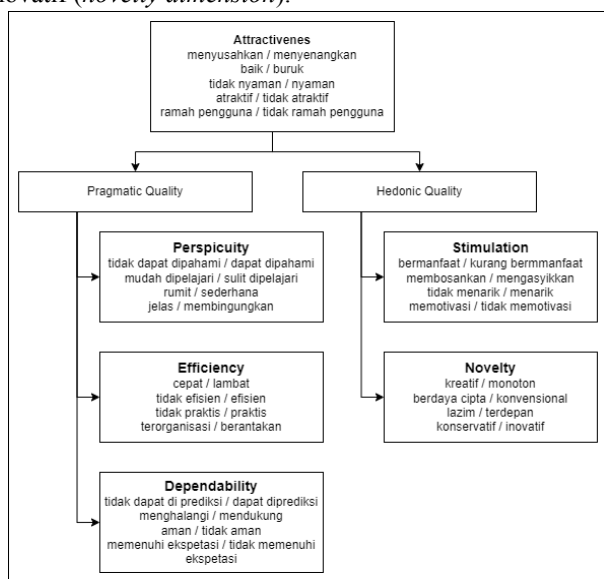 (novelty dimension).
Attractivenes
menyusahkan / menyenangkan
baik / buruk
tidak nyaman / nyaman
atraktif / tidak atraktif
ramah pengguna / tidak ramah pengguna
Pragmatic Quality
Hedonic Quality
Perspicuity
tidak dapat dipahami / dapat dipahami
mudah dipelajari / sulit dipelajari
rumit / sederhana
jelas / membingungkan
Stimulation
bermanfaat / kurang bermmanfaat
membosankan / mengasyikkan
tidak menarik / menarik
memotivasi / tidak memotivasi
Efficiency
cepat / lambat
tidak efisien / efisien
tidak praktis / praktis
terorganisasi / berantakan
Novelty
kreatif / monoton
berdaya cipta / konvensional
lazim / terdepan
konservatif / inovatif
Dependability
tidak dapat di prediksi / dapat diprediksi
menghalangi / mendukung
aman / tidak aman
memenuhi ekspetasi / tidak memenuhi
ekspetasi